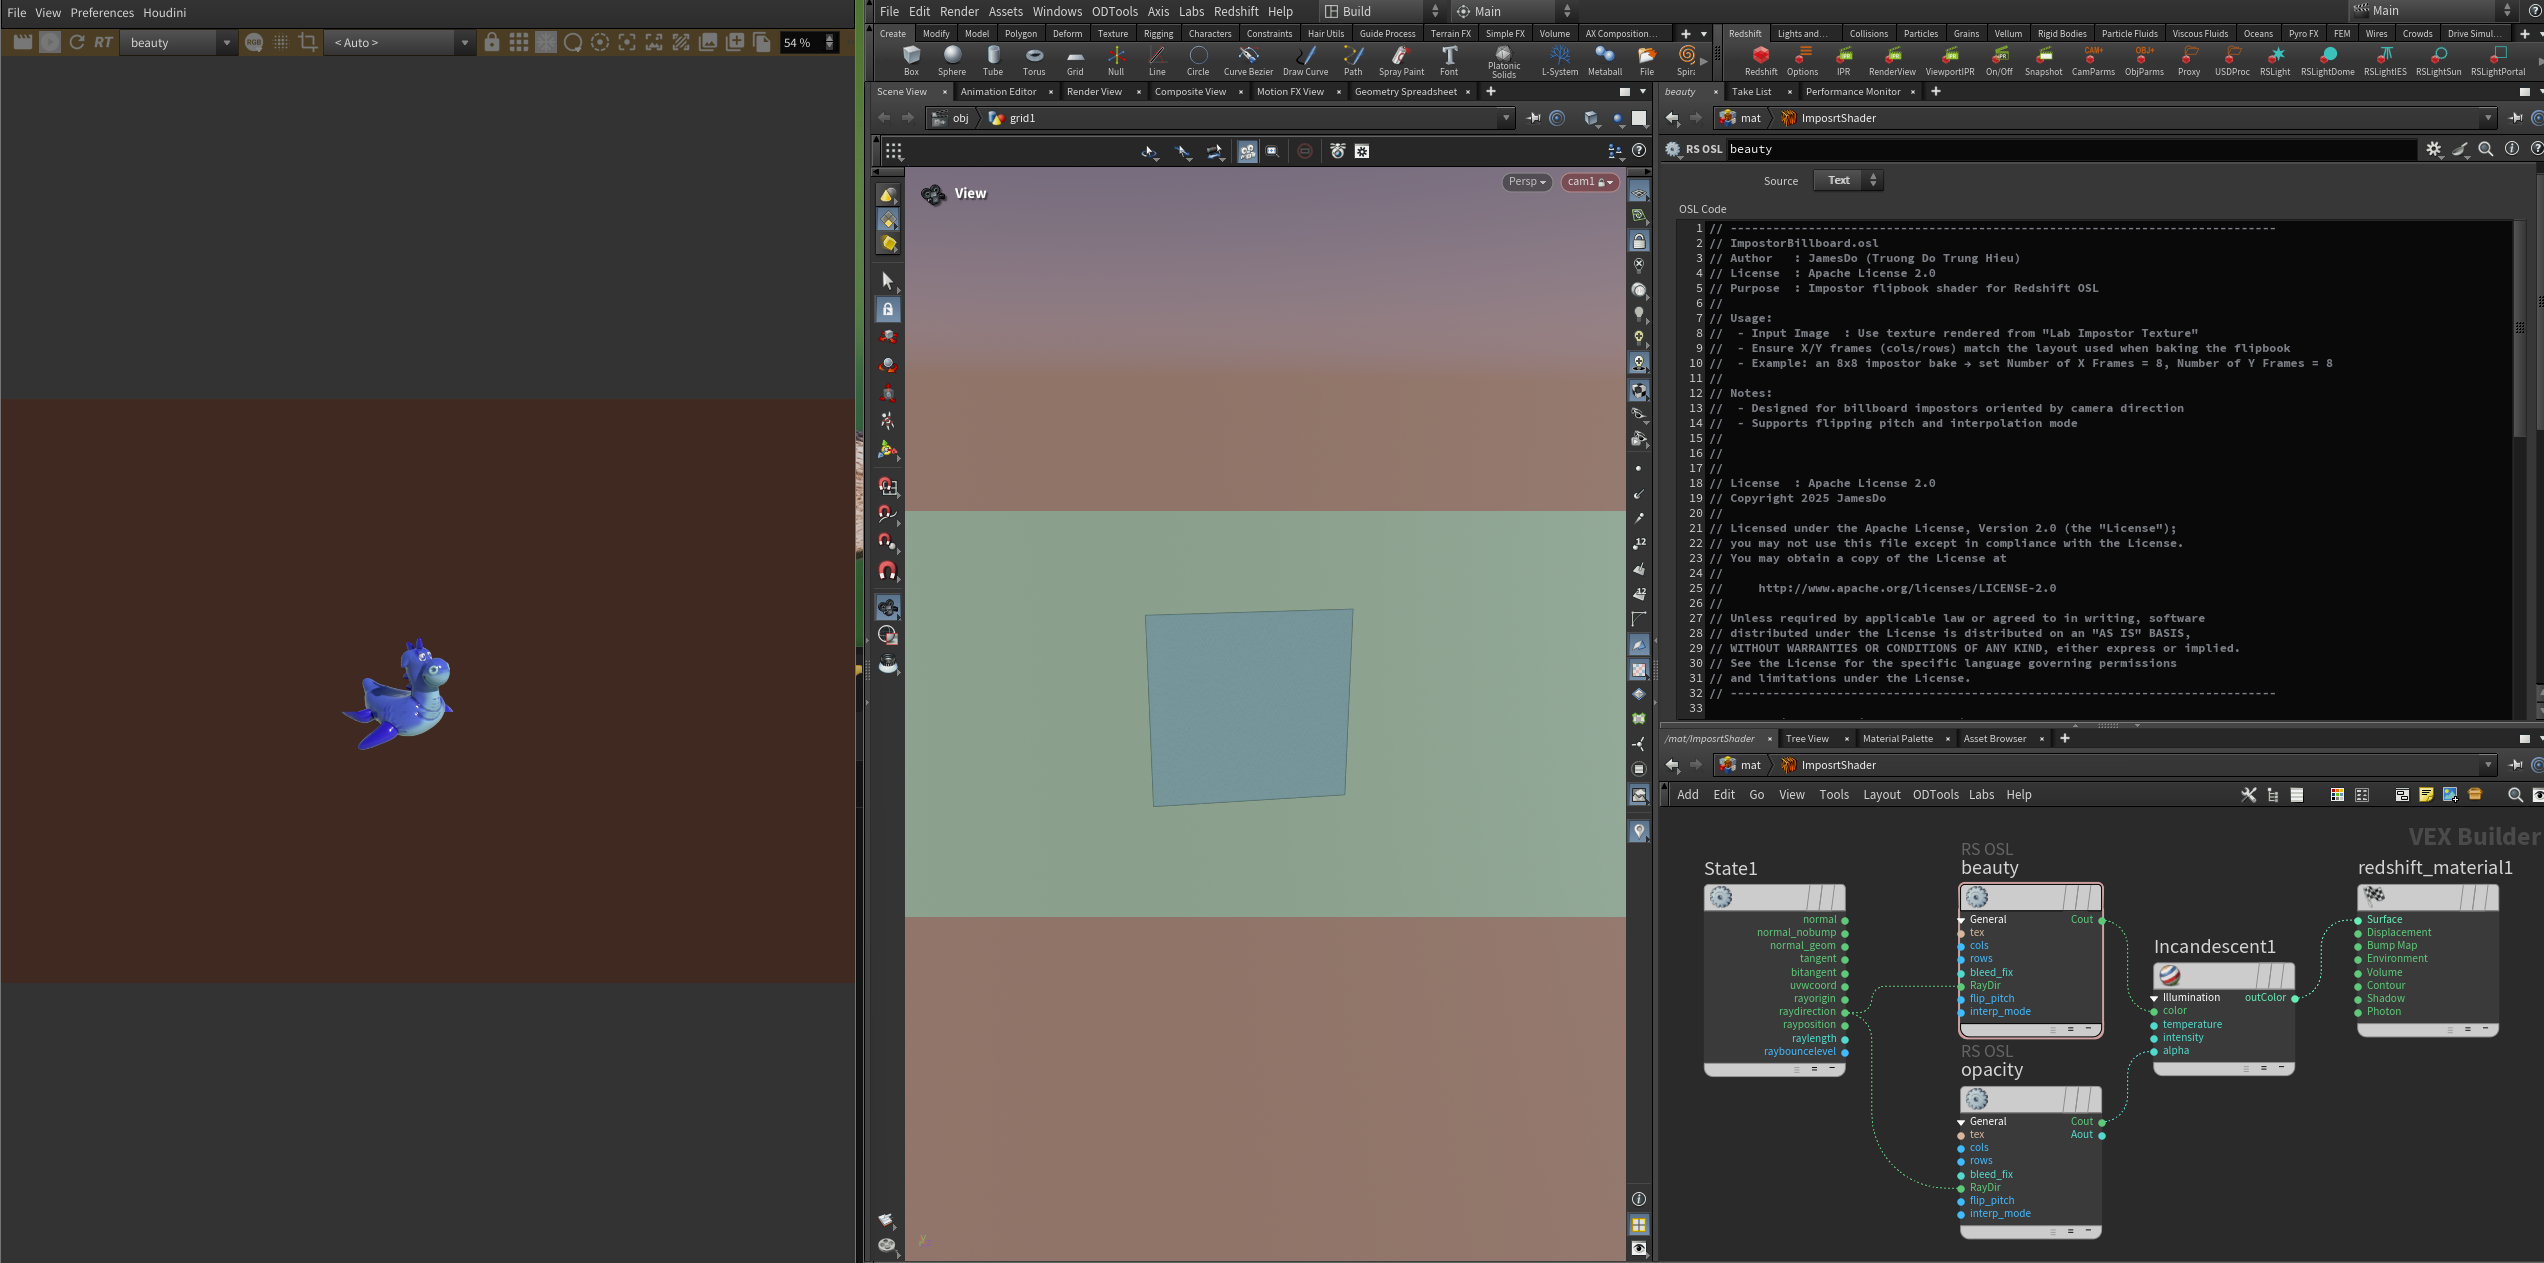 File View Preferences Houdini
RT beauty < Auto > 54 %
File Edit Render Assets Windows ODTools Axis Labs Redshift Help Build Main Main
Create Modify Model Polygon Deform Texture Rigging Characters Constraints Hair Utils Guide Process Terrain FX Simple FX Volume AX Composition...
Box Sphere Tube Torus Grid Null Line Circle Curve Bezier Draw Curve Path Spray Paint Font Platonic Solids L-System Metaball File Spira
Redshift Lights and... Collisions Particles Grains Vellum Rigid Bodies Particle Fluids Viscous Fluids Oceans Pyro FX FEM Wires Crowds Drive Simul...
Redshift Options IPR RenderView ViewportIPR On/Off Snapshot CamParms ObjParms Proxy USDProc RSLight RSLightDome RSLightIES RSLightSun RSLightPortal
Scene View Animation Editor Render View Composite View Motion FX View Geometry Spreadsheet
obj grid1
View
Persp cam1
beauty Take List Performance Monitor
mat ImposrtShader
RS OSL beauty
Source Text
OSL Code
1 // -----------------------------------------------------------------------------
2 // ImpostorBillboard.osl
3 // Author   : JamesDo (Truong Do Trung Hieu)
4 // License  : Apache License 2.0
5 // Purpose  : Impostor flipbook shader for Redshift OSL
6 //
7 // Usage:
8 //  - Input Image  : Use texture rendered from "Lab Impostor Texture"
9 //  - Ensure X/Y frames (cols/rows) match the layout used when baking the flipbook
10 //  - Example: an 8x8 impostor bake → set Number of X Frames = 8, Number of Y Frames = 8
11 //
12 // Notes:
13 //  - Designed for billboard impostors oriented by camera direction
14 //  - Supports flipping pitch and interpolation mode
15 //
16 //
17 //
18 // License  : Apache License 2.0
19 // Copyright 2025 JamesDo
20 //
21 // Licensed under the Apache License, Version 2.0 (the "License");
22 // you may not use this file except in compliance with the License.
23 // You may obtain a copy of the License at
24 //
25 //     http://www.apache.org/licenses/LICENSE-2.0
26 //
27 // Unless required by applicable law or agreed to in writing, software
28 // distributed under the License is distributed on an "AS IS" BASIS,
29 // WITHOUT WARRANTIES OR CONDITIONS OF ANY KIND, either express or implied.
30 // See the License for the specific language governing permissions
31 // and limitations under the License.
32 // -----------------------------------------------------------------------------
33
/mat/ImposrtShader Tree View Material Palette Asset Browser
mat ImposrtShader
Add Edit Go View Tools Layout ODTools Labs Help
VEX Builder
State1
normal
normal_nobump
normal_geom
tangent
bitangent
uvwcoord
rayorigin
raydirection
rayposition
raylength
raybouncelevel
RS OSL
beauty
General Cout
tex
cols
rows
bleed_fix
RayDir
flip_pitch
interp_mode
RS OSL
opacity
General Cout
tex Aout
cols
rows
bleed_fix
RayDir
flip_pitch
interp_mode
Incandescent1
Illumination outColor
color
temperature
intensity
alpha
redshift_material1
Surface
Displacement
Bump Map
Environment
Volume
Contour
Shadow
Photon